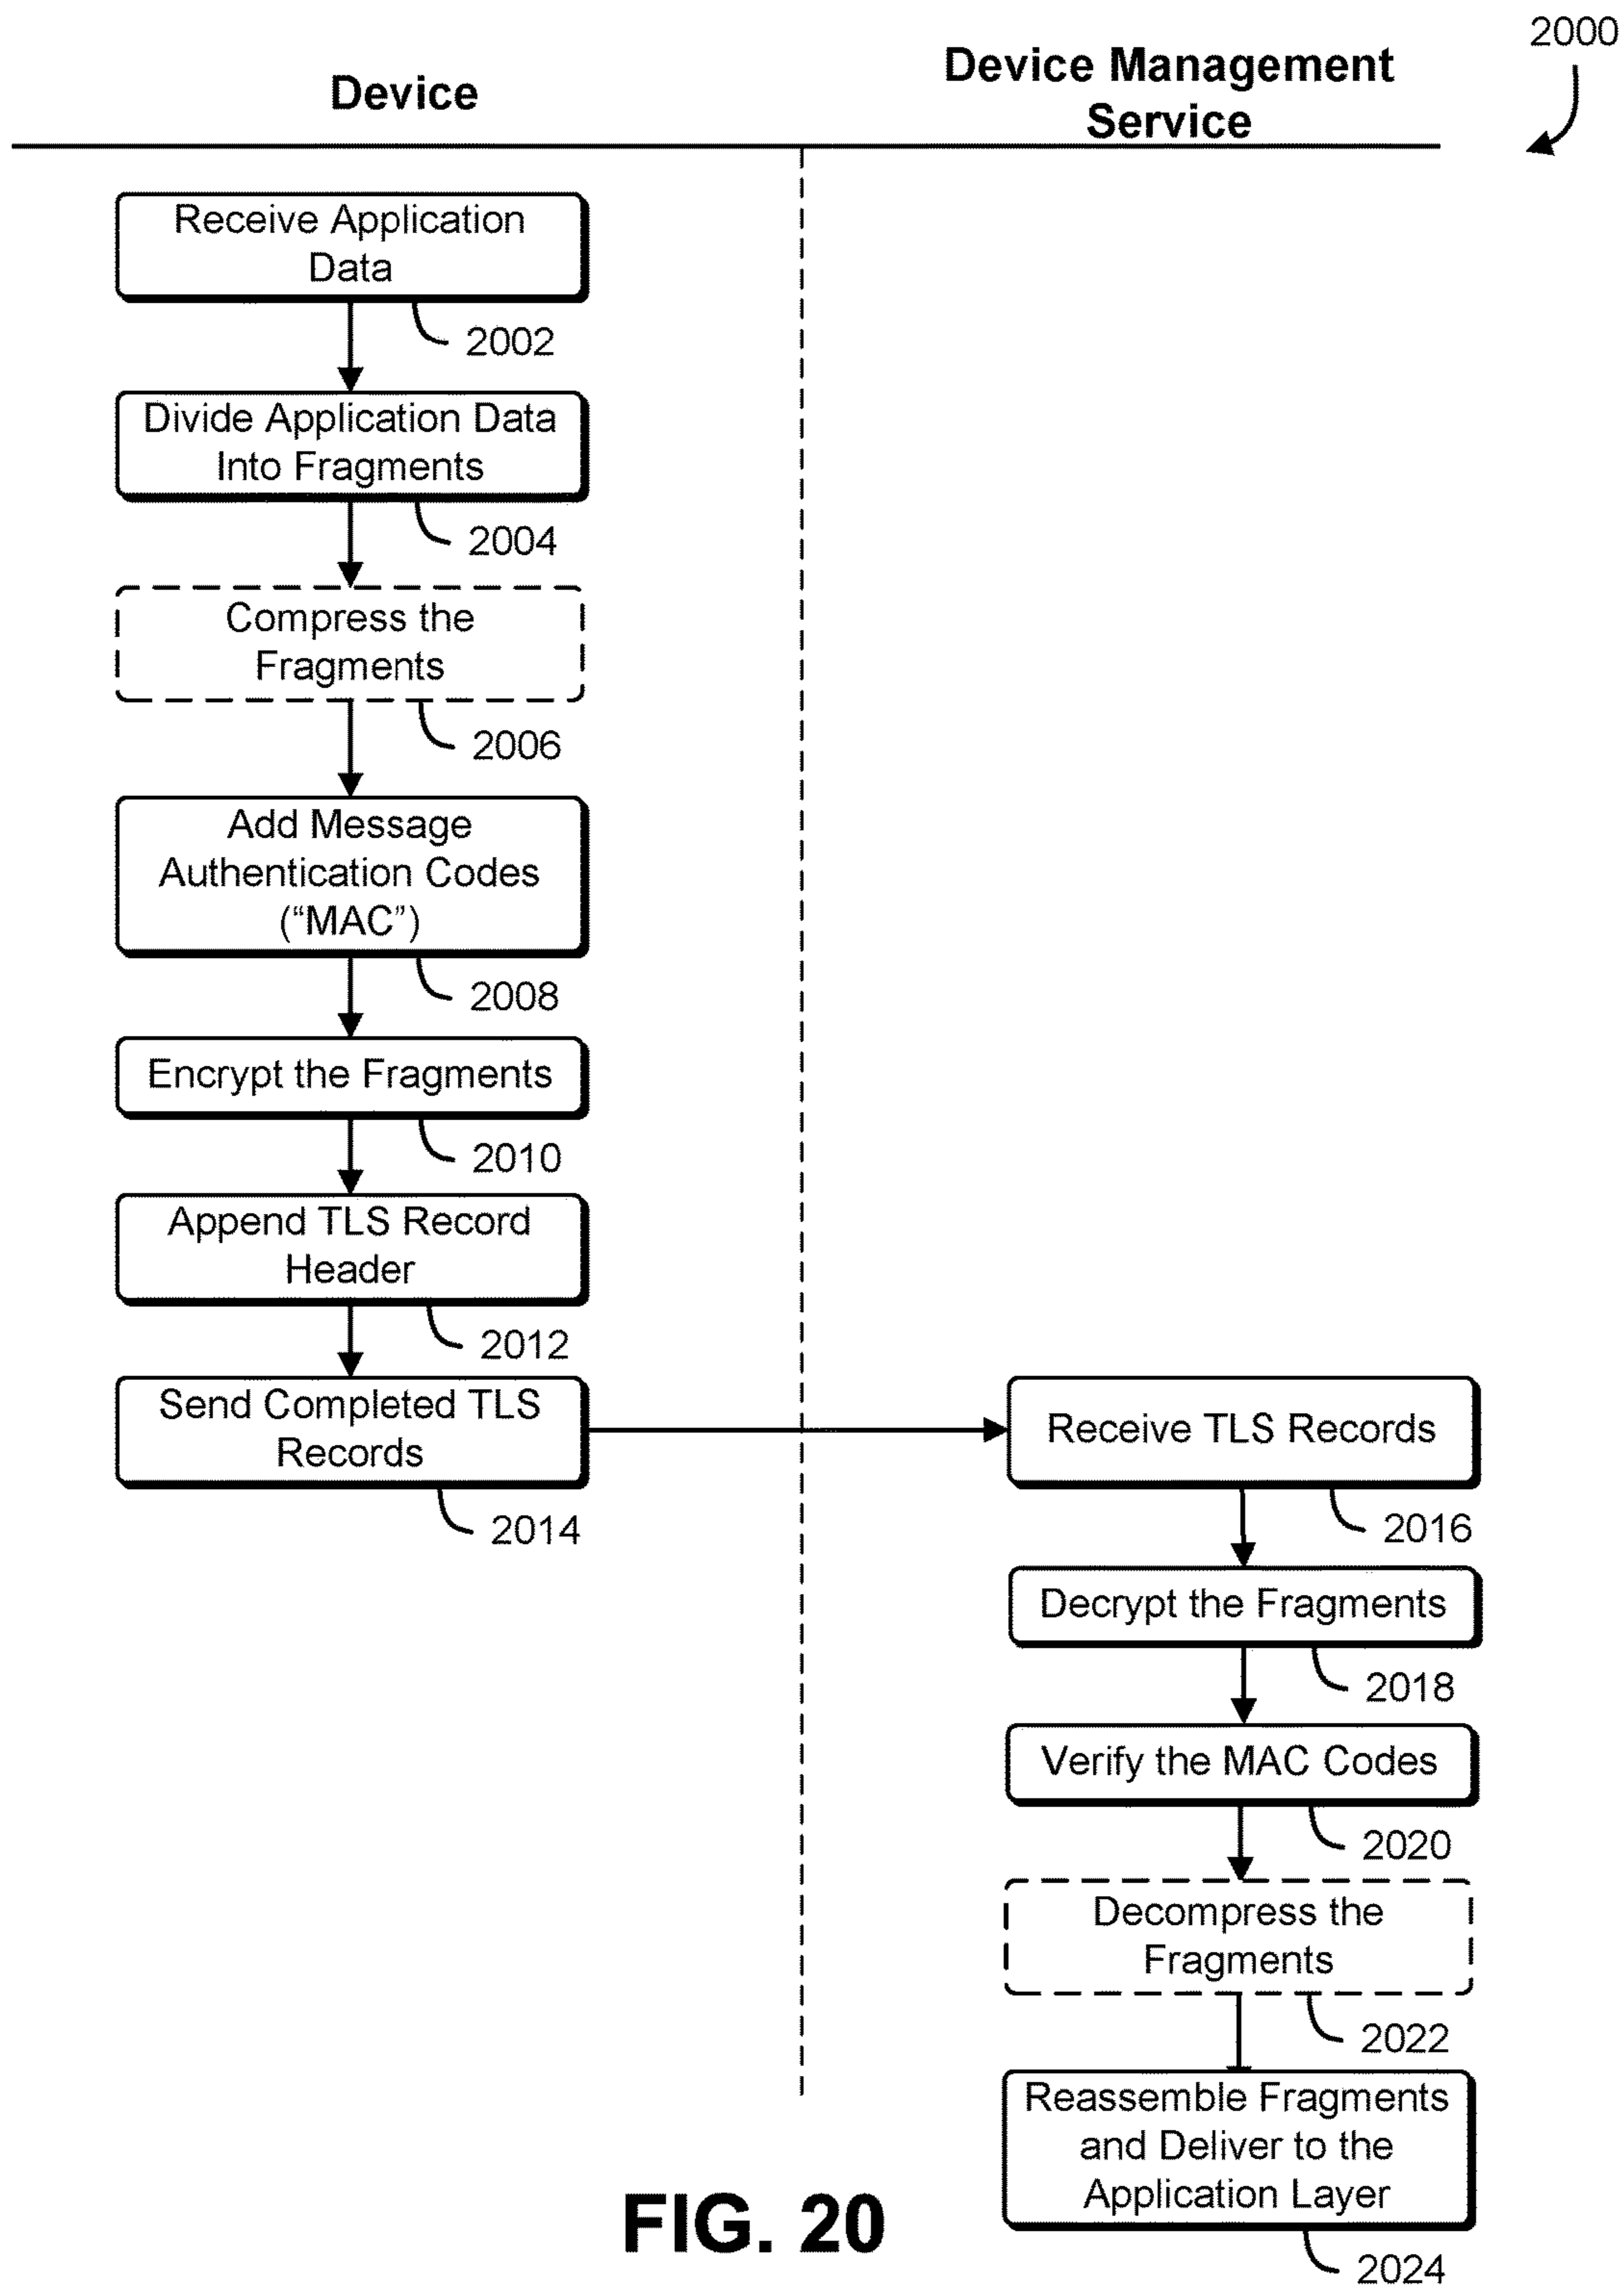 2000
Device
Device Management
Service
Receive Application
Data
2002
Divide Application Data
Into Fragments
2004
Compress the
Fragments
2006
Add Message
Authentication Codes
(“MAC”)
2008
Encrypt the Fragments
2010
Append TLS Record
Header
2012
Send Completed TLS
Records
2014
Receive TLS Records
2016
Decrypt the Fragments
2018
Verify the MAC Codes
2020
Decompress the
Fragments
2022
Reassemble Fragments
and Deliver to the
Application Layer
2024
FIG. 20